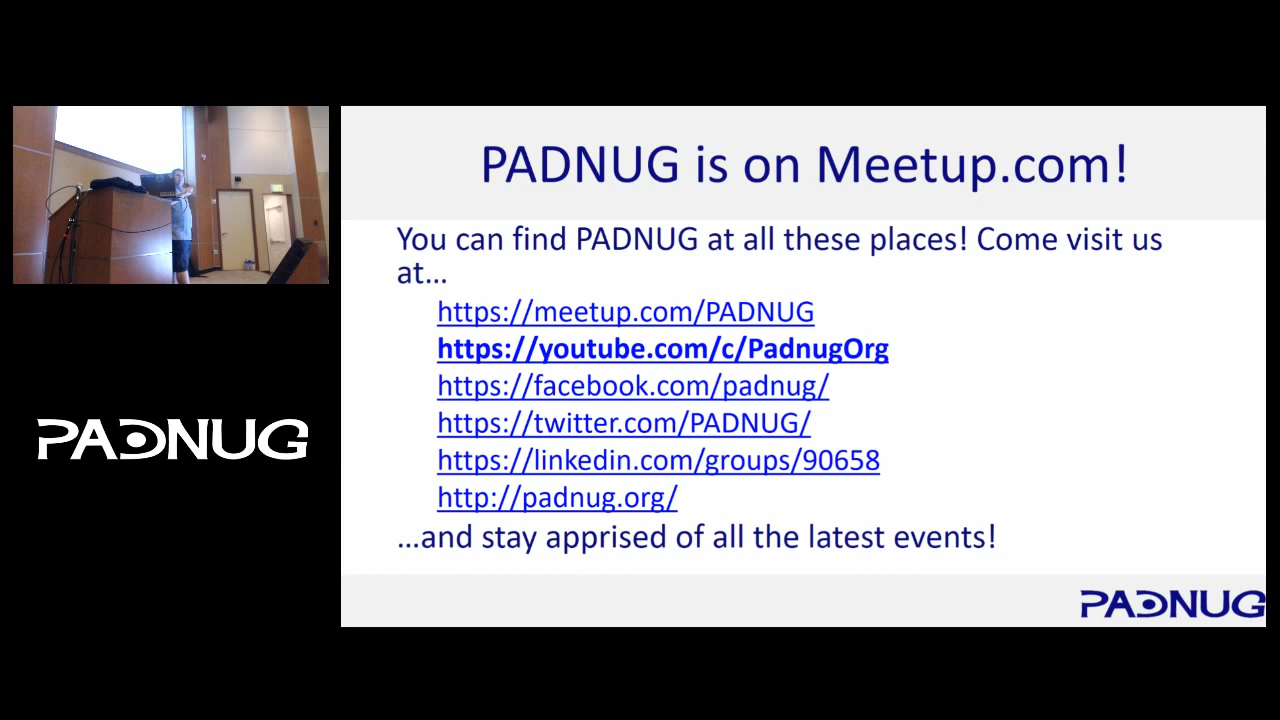 PADNUG is on Meetup.com!
You can find PADNUG at all these places! Come visit us
at...
https://meetup.com/PADNUG
https://youtube.com/c/PadnugOrg
https://facebook.com/padnug/
https://twitter.com/PADNUG/
https://linkedin.com/groups/90658
http://padnug.org/
...and stay apprised of all the latest events!
PADNUG
PADNUG